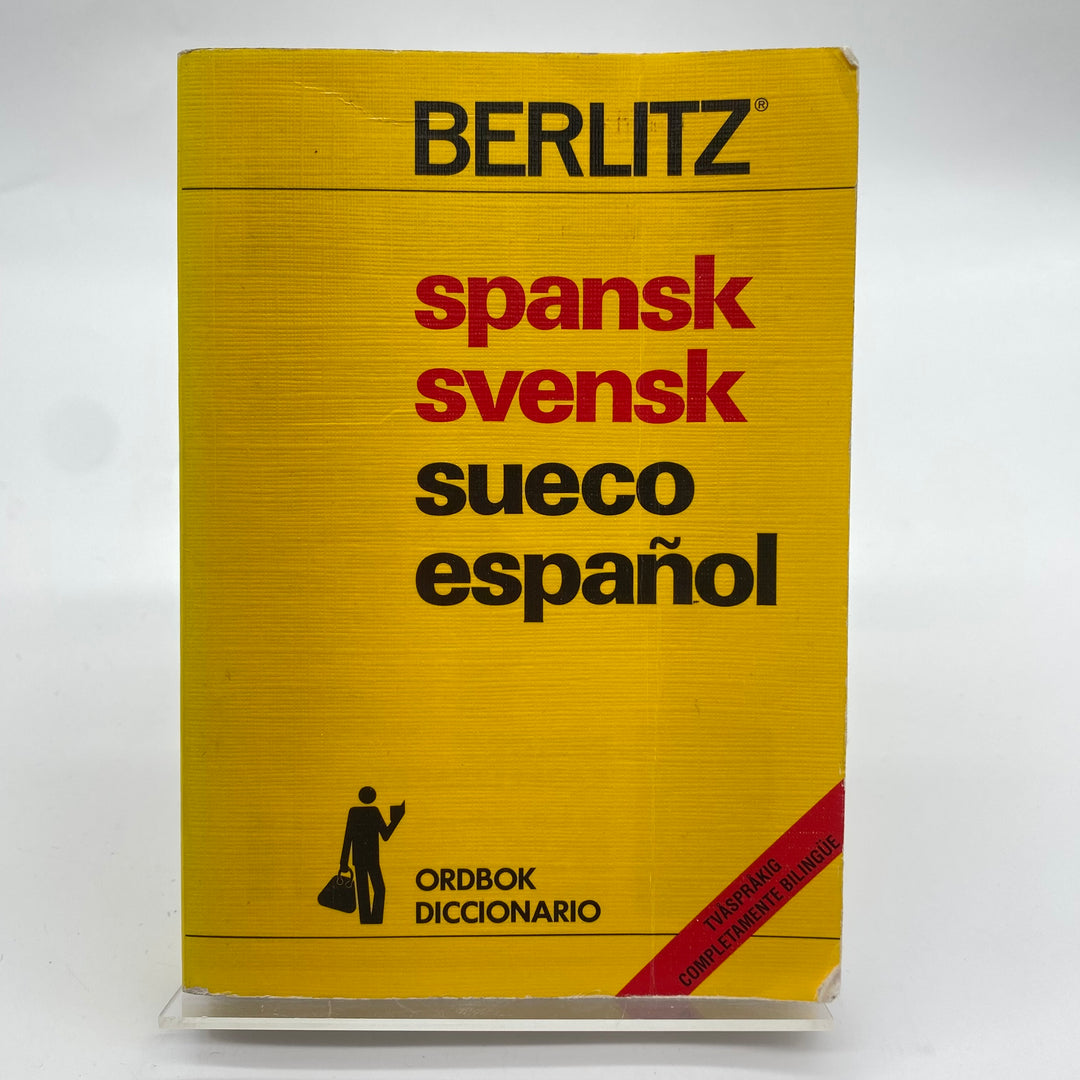 BERLITZ®
spansk
svensk
sueco
español
ORDBOK
DICCIONARIO
TVÅSPRÅKIG
COMPLETAMENTE BILINGÜE